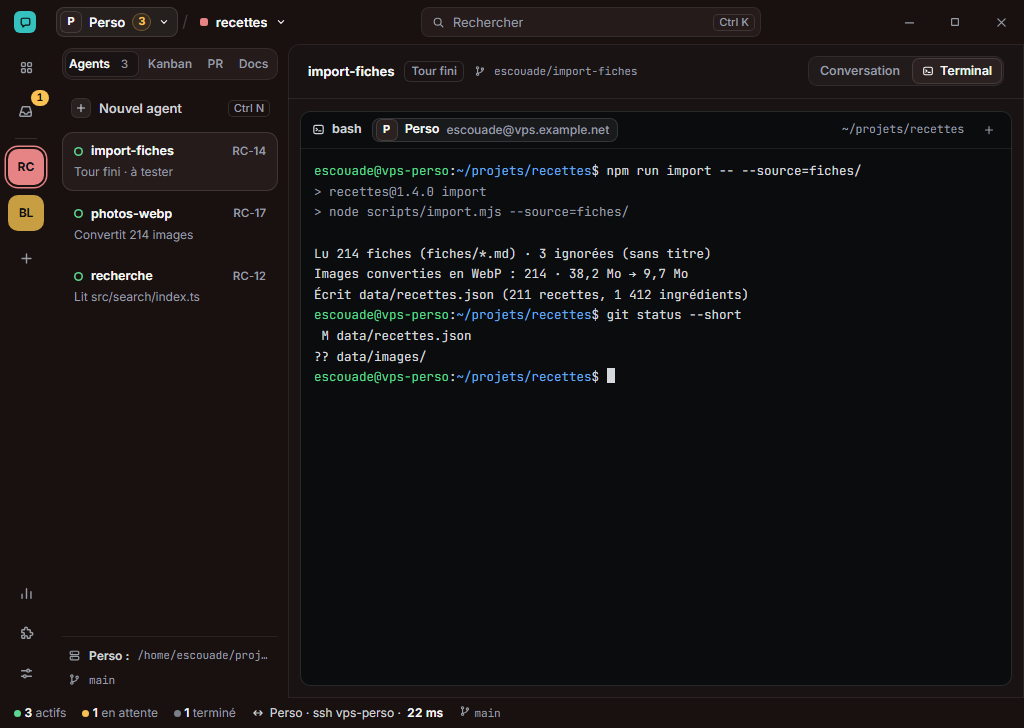 P Perso 3 / recettes
Rechercher Ctrl K
Agents 3 Kanban PR Docs
import-fiches Tour fini escouade/import-fiches
Conversation Terminal
1
+ Nouvel agent Ctrl N
RC
BL
+
import-fiches RC-14
Tour fini · à tester
photos-webp RC-17
Convertit 214 images
recherche RC-12
Lit src/search/index.ts
bash P Perso escouade@vps.example.net ~/projets/recettes +
escouade@vps-perso:~/projets/recettes$ npm run import -- --source=fiches/
> recettes@1.4.0 import
> node scripts/import.mjs --source=fiches/
Lu 214 fiches (fiches/*.md) · 3 ignorées (sans titre)
Images converties en WebP : 214 · 38,2 Mo → 9,7 Mo
Écrit data/recettes.json (211 recettes, 1 412 ingrédients)
escouade@vps-perso:~/projets/recettes$ git status --short
M data/recettes.json
?? data/images/
escouade@vps-perso:~/projets/recettes$
Perso : /home/escouade/proj…
main
3 actifs 1 en attente 1 terminé ↔ Perso · ssh vps-perso · 22 ms main